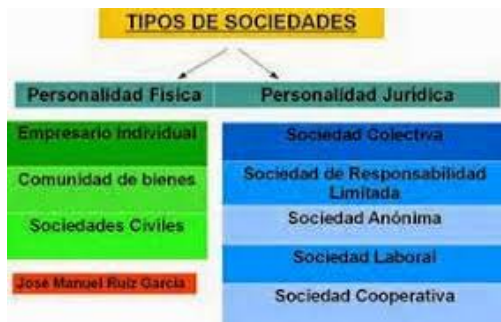 TIPOS DE SOCIEDADES
Personalidad Física
Personalidad Jurídica
Empresario Individual
Comunidad de bienes
Sociedades Civiles
José Manuel Ruiz García
Sociedad Colectiva
Sociedad de Responsabilidad
Limitada
Sociedad Anónima
Sociedad Laboral
Sociedad Cooperativa